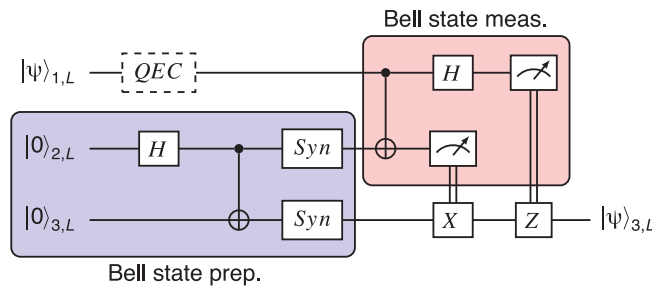 Bell state meas.
|ψ⟩1,L QEC H
|0⟩2,L H Syn
|0⟩3,L Syn X Z |ψ⟩3,L
Bell state prep.